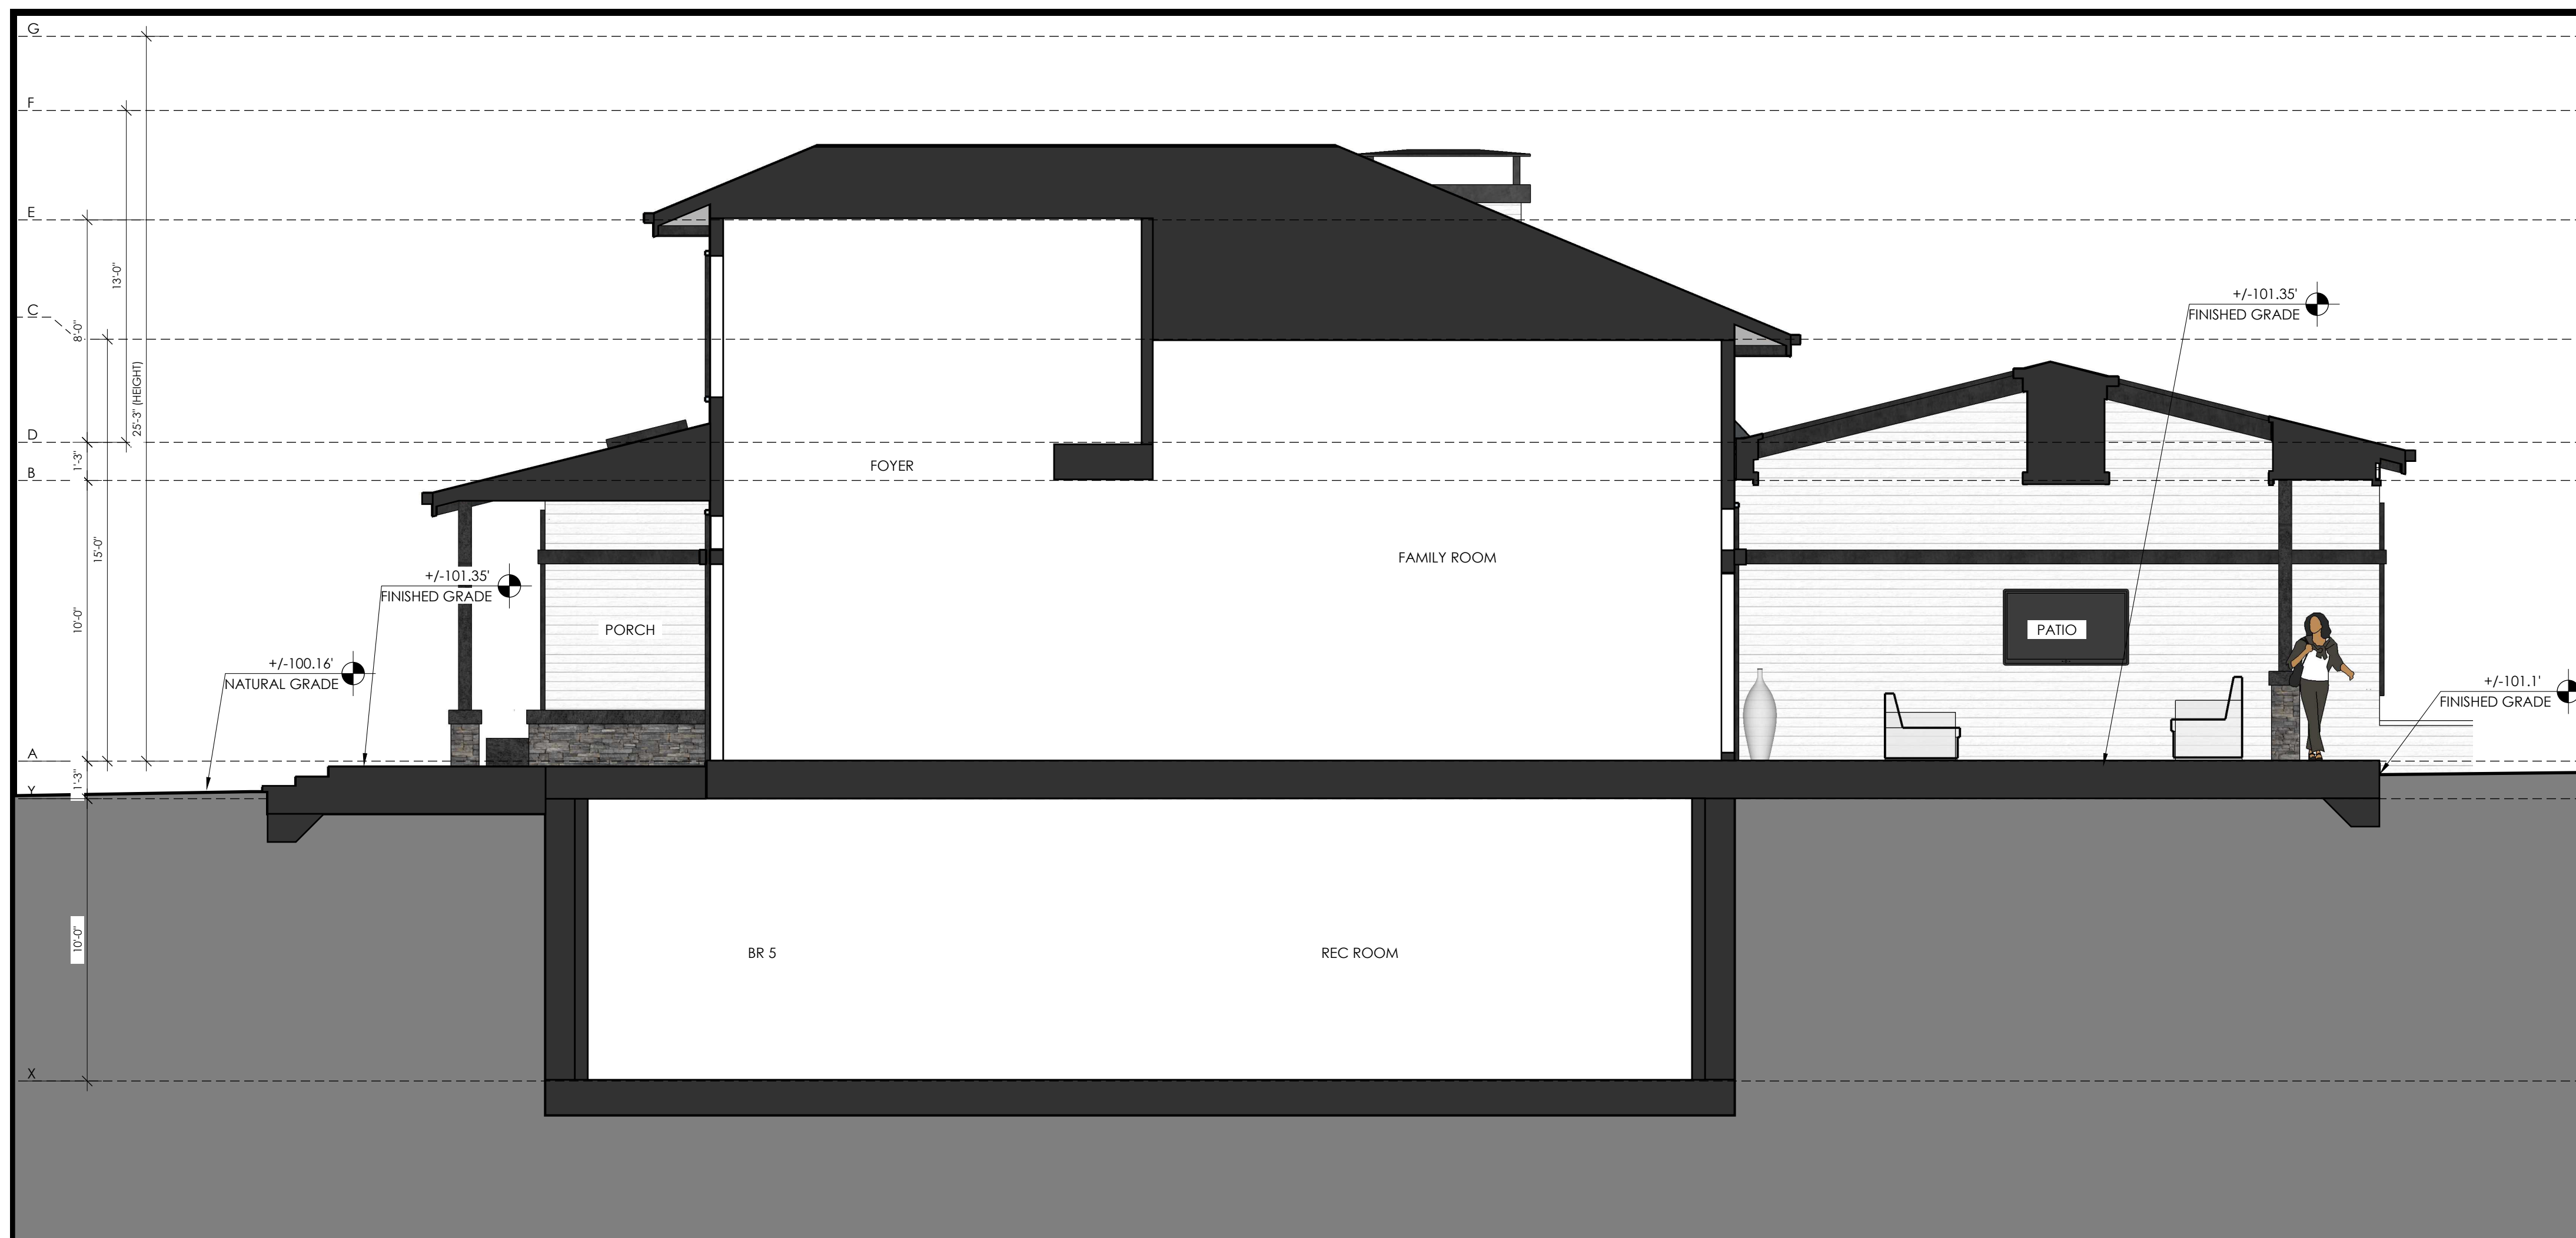 G
F
E
C
D
B
A
Y
X
13'-0"
8'-0"
25'-3" (HEIGHT)
1'-3"
15'-0"
10'-0"
1'-3"
10'-0"
+/-101.35'
FINISHED GRADE
FOYER
FAMILY ROOM
+/-101.35'
FINISHED GRADE
PORCH
PATIO
+/-100.16'
NATURAL GRADE
+/-101.1'
FINISHED GRADE
BR 5
REC ROOM